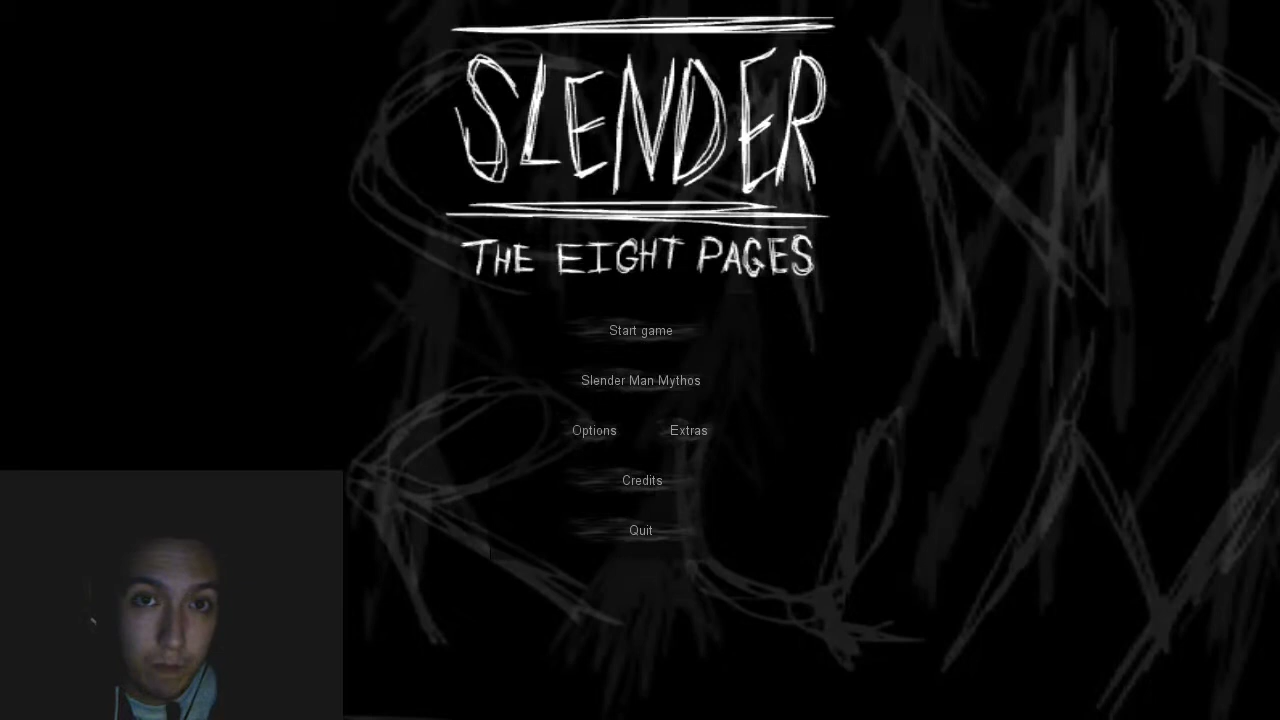 SLENDER
THE EIGHT PAGES
Start game
Slender Man Mythos
Options Extras
Credits
Quit